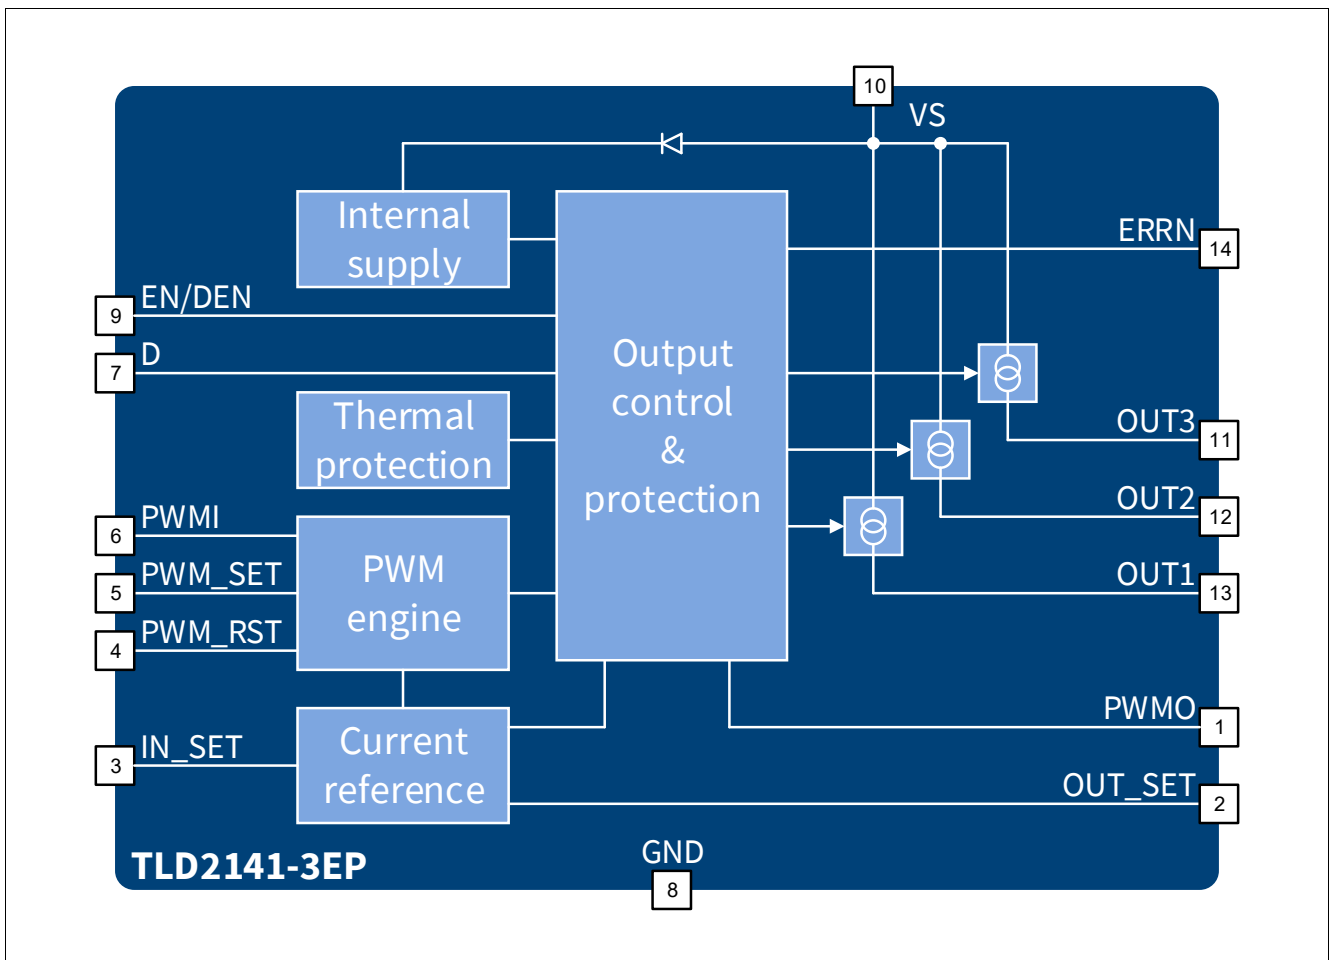 10
VS
Internal
supply
ERRN
14
EN/DEN
9
D
7
Output
control
&
protection
Thermal
protection
OUT3
11
PWMI
6
OUT2
12
PWM_SET
5
PWM
engine
OUT1
13
PWM_RST
4
PWMO
1
IN_SET
3
Current
reference
OUT_SET
2
TLD2141-3EP
GND
8